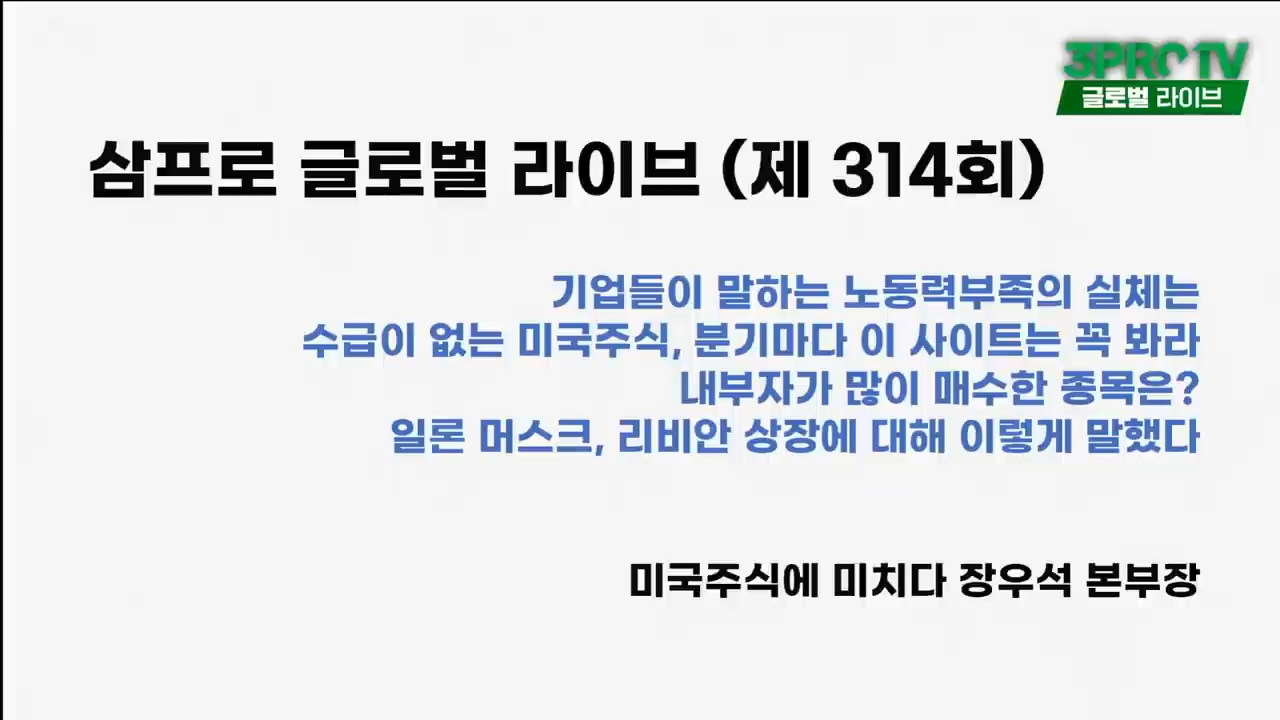 3PRO TV
글로벌 라이브
삼프로 글로벌 라이브 (제 314회)
기업들이 말하는 노동력부족의 실체는
수급이 없는 미국주식, 분기마다 이 사이트는 꼭 봐라
내부자가 많이 매수한 종목은?
일론 머스크, 리비안 상장에 대해 이렇게 말했다
미국주식에 미치다 장우석 본부장